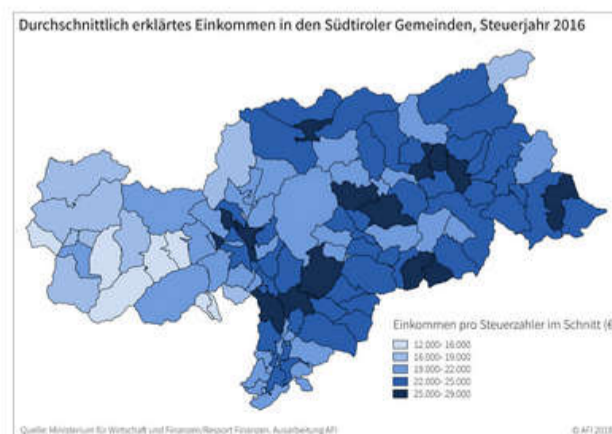 Durchschnittlich erklärtes Einkommen in den Südtiroler Gemeinden, Steuerjahr 2016
Einkommen pro Steuerzahler im Schnitt (€
12.000- 16.000
16.000- 19.000
19.000- 22.000
22.000- 25.000
25.000- 29.000
Quelle: Ministerium für Wirtschaft und Finanzen/Ressort Finanzen. Ausarbeitung AFI
© AFI 2018